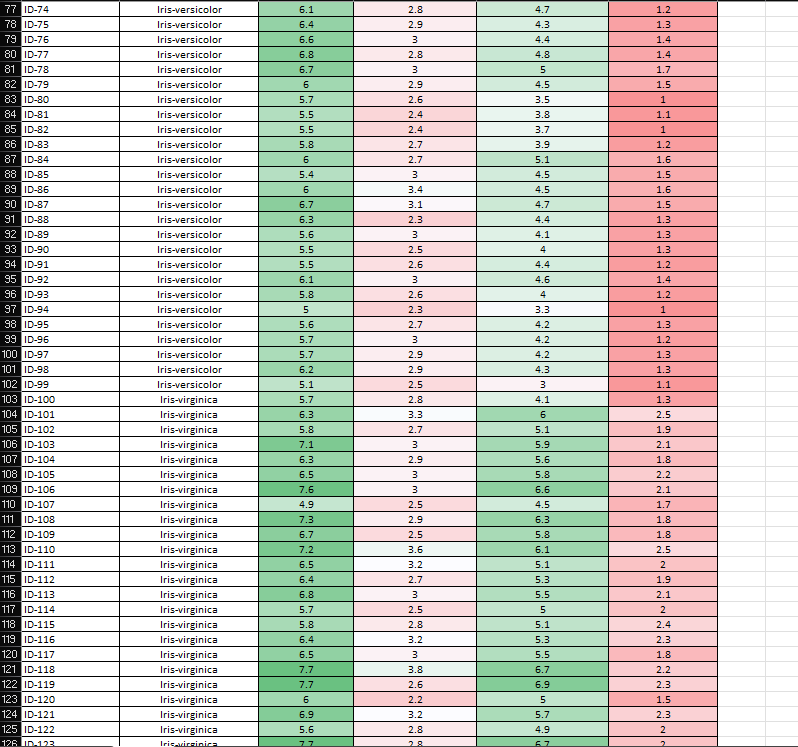 77 ID-74 Iris-versicolor 6.1 2.8 4.7 1.2
78 ID-75 Iris-versicolor 6.4 2.9 4.3 1.3
79 ID-76 Iris-versicolor 6.6 3 4.4 1.4
80 ID-77 Iris-versicolor 6.8 2.8 4.8 1.4
81 ID-78 Iris-versicolor 6.7 3 5 1.7
82 ID-79 Iris-versicolor 6 2.9 4.5 1.5
83 ID-80 Iris-versicolor 5.7 2.6 3.5 1
84 ID-81 Iris-versicolor 5.5 2.4 3.8 1.1
85 ID-82 Iris-versicolor 5.5 2.4 3.7 1
86 ID-83 Iris-versicolor 5.8 2.7 3.9 1.2
87 ID-84 Iris-versicolor 6 2.7 5.1 1.6
88 ID-85 Iris-versicolor 5.4 3 4.5 1.5
89 ID-86 Iris-versicolor 6 3.4 4.5 1.6
90 ID-87 Iris-versicolor 6.7 3.1 4.7 1.5
91 ID-88 Iris-versicolor 6.3 2.3 4.4 1.3
92 ID-89 Iris-versicolor 5.6 3 4.1 1.3
93 ID-90 Iris-versicolor 5.5 2.5 4 1.3
94 ID-91 Iris-versicolor 5.5 2.6 4.4 1.2
95 ID-92 Iris-versicolor 6.1 3 4.6 1.4
96 ID-93 Iris-versicolor 5.8 2.6 4 1.2
97 ID-94 Iris-versicolor 5 2.3 3.3 1
98 ID-95 Iris-versicolor 5.6 2.7 4.2 1.3
99 ID-96 Iris-versicolor 5.7 3 4.2 1.2
100 ID-97 Iris-versicolor 5.7 2.9 4.2 1.3
101 ID-98 Iris-versicolor 6.2 2.9 4.3 1.3
102 ID-99 Iris-versicolor 5.1 2.5 3 1.1
103 ID-100 Iris-virginica 5.7 2.8 4.1 1.3
104 ID-101 Iris-virginica 6.3 3.3 6 2.5
105 ID-102 Iris-virginica 5.8 2.7 5.1 1.9
106 ID-103 Iris-virginica 7.1 3 5.9 2.1
107 ID-104 Iris-virginica 6.3 2.9 5.6 1.8
108 ID-105 Iris-virginica 6.5 3 5.8 2.2
109 ID-106 Iris-virginica 7.6 3 6.6 2.1
110 ID-107 Iris-virginica 4.9 2.5 4.5 1.7
111 ID-108 Iris-virginica 7.3 2.9 6.3 1.8
112 ID-109 Iris-virginica 6.7 2.5 5.8 1.8
113 ID-110 Iris-virginica 7.2 3.6 6.1 2.5
114 ID-111 Iris-virginica 6.5 3.2 5.1 2
115 ID-112 Iris-virginica 6.4 2.7 5.3 1.9
116 ID-113 Iris-virginica 6.8 3 5.5 2.1
117 ID-114 Iris-virginica 5.7 2.5 5 2
118 ID-115 Iris-virginica 5.8 2.8 5.1 2.4
119 ID-116 Iris-virginica 6.4 3.2 5.3 2.3
120 ID-117 Iris-virginica 6.5 3 5.5 1.8
121 ID-118 Iris-virginica 7.7 3.8 6.7 2.2
122 ID-119 Iris-virginica 7.7 2.6 6.9 2.3
123 ID-120 Iris-virginica 6 2.2 5 1.5
124 ID-121 Iris-virginica 6.9 3.2 5.7 2.3
125 ID-122 Iris-virginica 5.6 2.8 4.9 2
126 ID-123 Iris-virginica 7.7 2.8 6.7 2